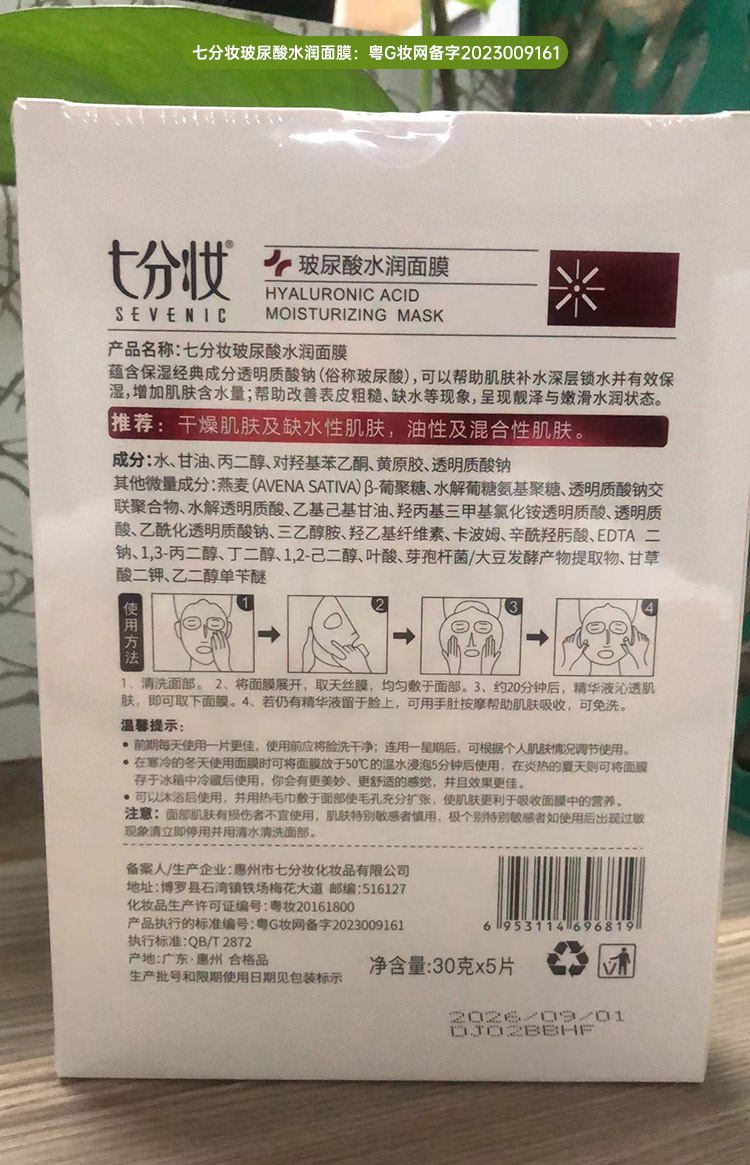 七分妆玻尿酸水润面膜：粤G妆网备字2023009161
七分妆®
SEVENIC
玻尿酸水润面膜
HYALURONIC ACID
MOISTURIZING MASK
产品名称:七分妆玻尿酸水润面膜
蕴含保湿经典成分透明质酸钠(俗称玻尿酸),可以帮助肌肤补水深层锁水并有效保
湿,增加肌肤含水量;帮助改善表皮粗糙、缺水等现象,呈现靓泽与嫩滑水润状态。
推荐：干燥肌肤及缺水性肌肤，油性及混合性肌肤。
成分:水、甘油、丙二醇、对羟基苯乙酮、黄原胶、透明质酸钠
其他微量成分:燕麦(AVENA SATIVA)β-葡聚糖、水解葡糖氨基聚糖、透明质酸钠交
联聚合物、水解透明质酸、乙基己基甘油、羟丙基三甲基氯化铵透明质酸、透明质
酸、乙酰化透明质酸钠、三乙醇胺、羟乙基纤维素、卡波姆、辛酰羟肟酸、EDTA 二
钠、1,3-丙二醇、丁二醇、1,2-己二醇、叶酸、芽孢杆菌/大豆发酵产物提取物、甘草
酸二钾、乙二醇单苄醚
使用方法
1
2
3
4
1、清洗面部。 2、将面膜展开，取天丝膜，均匀敷于面部。3、约20分钟后，精华液沁透肌
肤，即可取下面膜。4、若仍有精华液留于脸上，可用手肚按摩帮助肌肤吸收，可免洗。
温馨提示:
• 前期每天使用一片更佳，使用前应将脸洗干净；连用一星期后，可根据个人肌肤情况调节使用。
• 在寒冷的冬天使用面膜时可将面膜放于50℃的温水浸泡5分钟后使用，在炎热的夏天则可将面膜
存于冰箱中冷藏后使用，你会有更美妙、更舒适的感觉，并且效果更佳。
• 可以沐浴后使用，并用热毛巾敷于面部使毛孔充分扩张，使肌肤更利于吸收面膜中的营养。
注意：面部肌肤有损伤者不宜使用，肌肤特别敏感者慎用，极个别特别敏感者如使用后出现过敏
现象请立即停用并用清水清洗面部。
备案人/生产企业:惠州市七分妆化妆品有限公司
地址:博罗县石湾镇铁场梅花大道 邮编:516127
化妆品生产许可证编号:粤妆20161800
产品执行的标准编号:粤G妆网备字2023009161
执行标准:QB/T 2872
产地:广东·惠州 合格品
生产批号和限期使用日期见包装标示
6 953114 696819
净含量:30克x5片
2026/09/01
DJ02BBHF